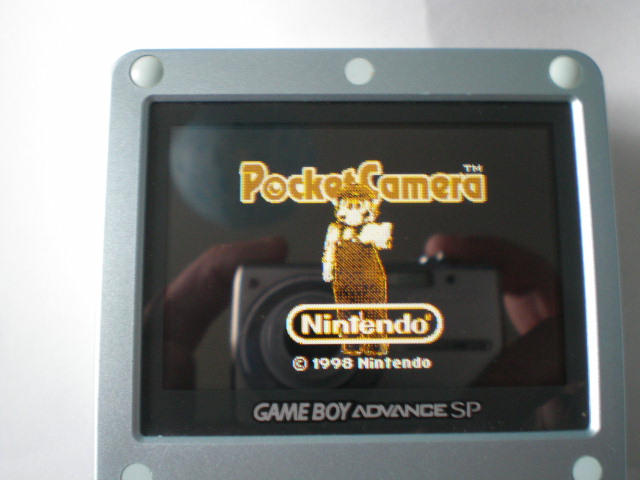 PocketCamera™
Nintendo®
© 1998 Nintendo
GAME BOY ADVANCE SP